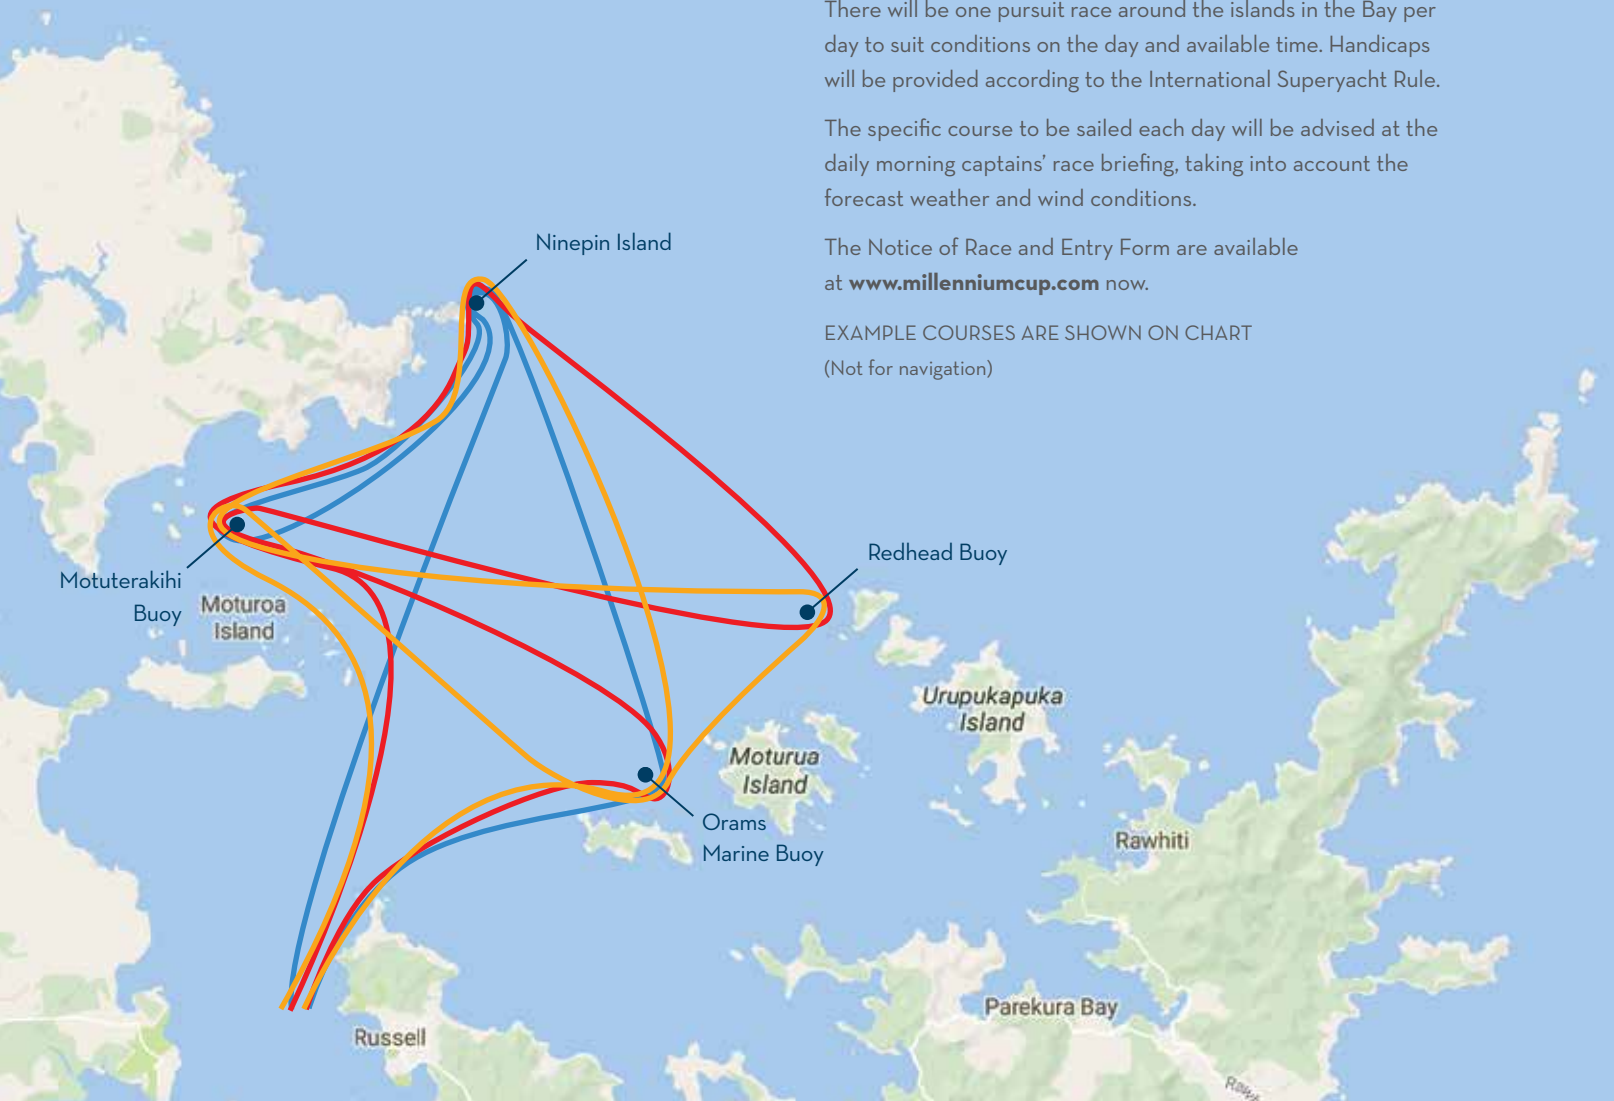 There will be one pursuit race around the islands in the Bay per
day to suit conditions on the day and available time. Handicaps
will be provided according to the International Superyacht Rule.
The specific course to be sailed each day will be advised at the
daily morning captains’ race briefing, taking into account the
forecast weather and wind conditions.
The Notice of Race and Entry Form are available
at www.millenniumcup.com now.
EXAMPLE COURSES ARE SHOWN ON CHART
(Not for navigation)
Ninepin Island
Redhead Buoy
Motuterakihi
Buoy
Moturoa
Island
Urupukapuka
Island
Moturua
Island
Orams
Marine Buoy
Rawhiti
Parekura Bay
Russell